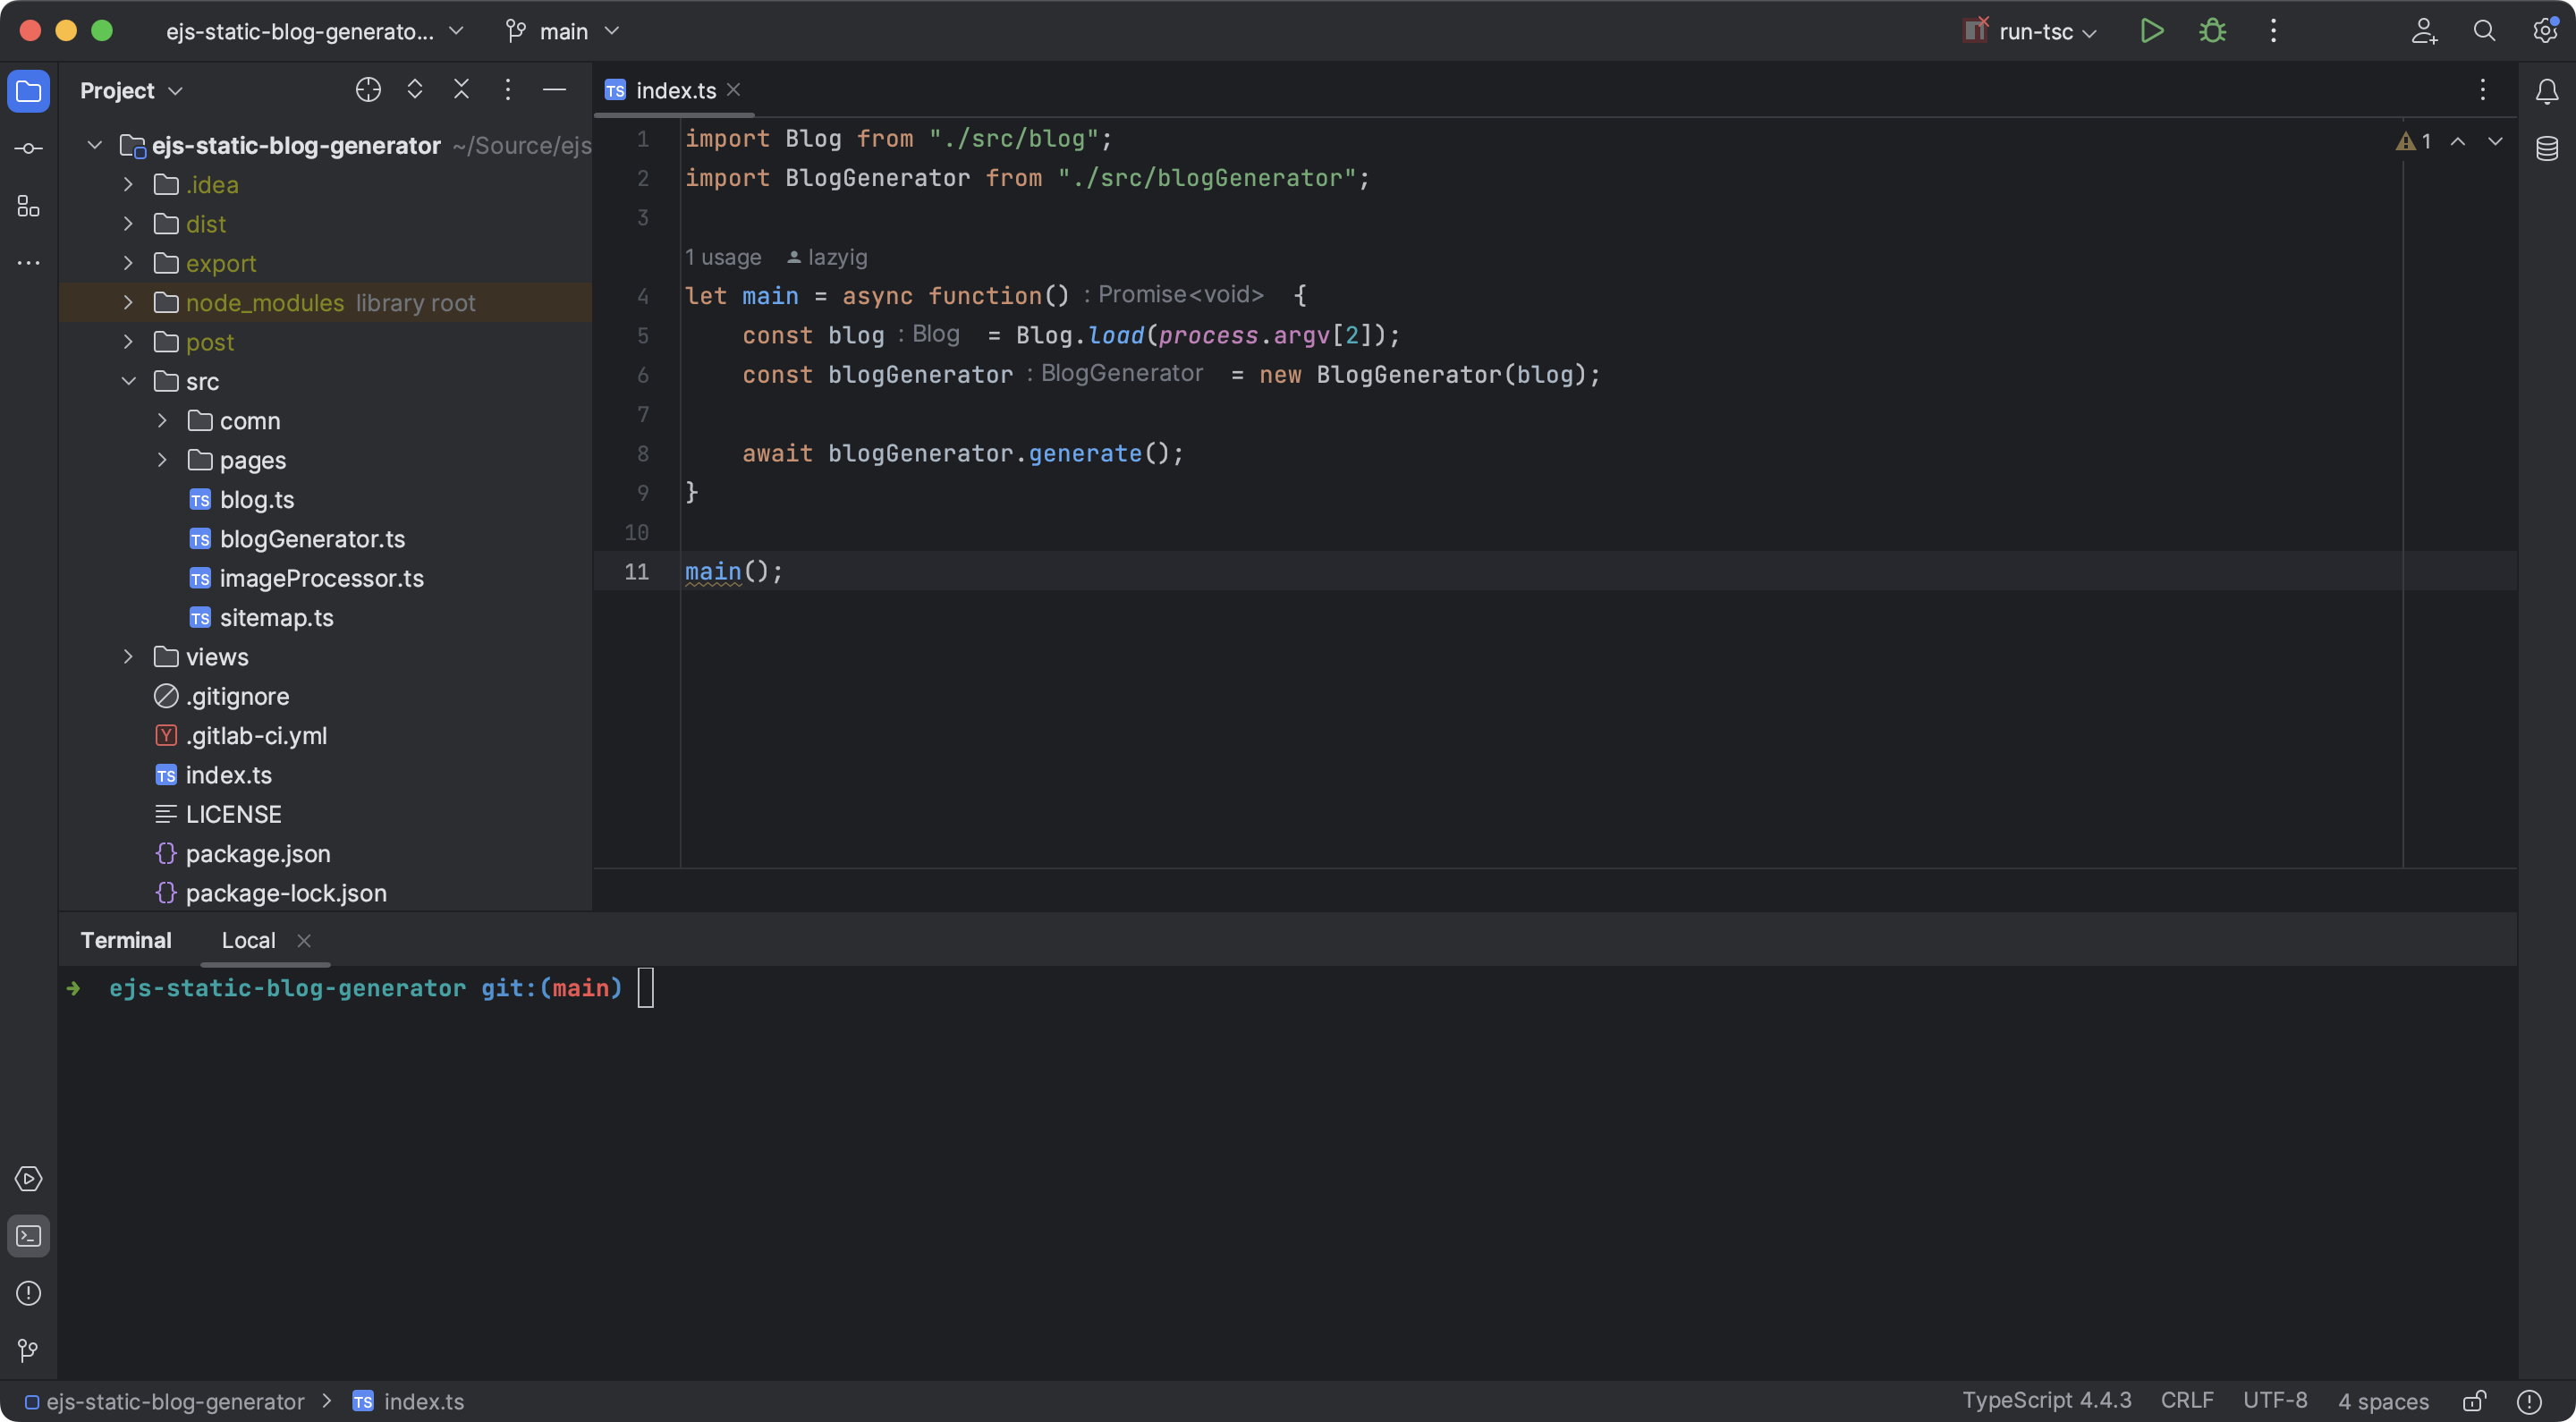 ejs-static-blog-generato... main run-tsc
Project
ejs-static-blog-generator ~/Source/ejs
.idea
dist
export
node_modules library root
post
src
comn
pages
TS blog.ts
TS blogGenerator.ts
TS imageProcessor.ts
TS sitemap.ts
views
.gitignore
Y .gitlab-ci.yml
TS index.ts
LICENSE
{} package.json
{} package-lock.json
TS index.ts
1 import Blog from "./src/blog";
2 import BlogGenerator from "./src/blogGenerator";
3
1 usage lazyig
4 let main = async function() : Promise<void> {
5 const blog : Blog = Blog.load(process.argv[2]);
6 const blogGenerator : BlogGenerator = new BlogGenerator(blog);
7
8 await blogGenerator.generate();
9 }
10
11 main();
1
Terminal Local
ejs-static-blog-generator git:(main)
ejs-static-blog-generator > TS index.ts TypeScript 4.4.3 CRLF UTF-8 4 spaces